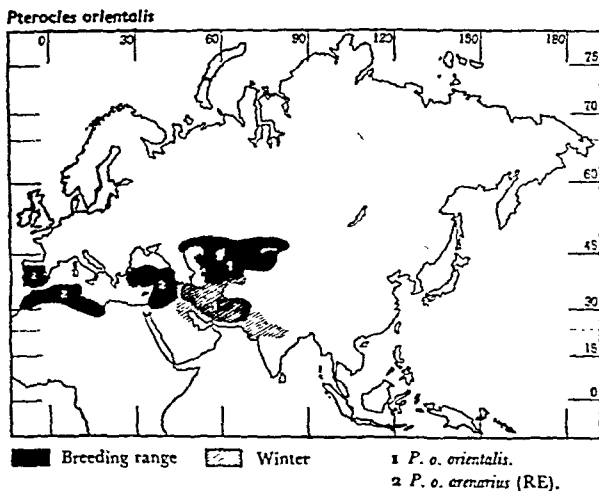 Pterocles orientalis
0 30 60 90 120 150 180
75
70
60
45
30
15
0
2
2
2
1
Breeding range
Winter
1 P. o. orientalis.
2 P. o. arenarius (RE).